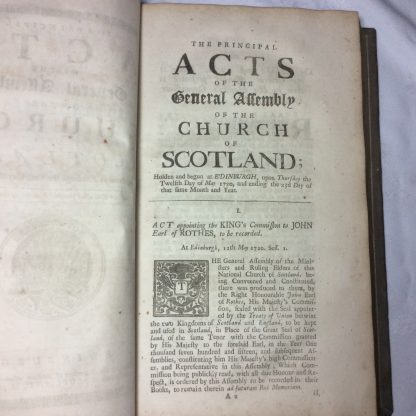 THE PRINCIPAL
ACTS
OF THE
General Assembly
OF THE
CHURCH
OF
SCOTLAND;
Holden and begun at EDINBURGH, upon Thursday the
Twelfth Day of May 1720, and ending the 23d Day of
that same Month and Year.
I.
ACT appointing the KING's Commission to JOHN
Earl of ROTHES, to be recorded.
At Edinburgh, 12th May 1720. Sess. 1.
THE General Assembly of the Mini-
sters and Ruling Elders of this
National Church of Scotland, be-
ing Convened and Constituted,
there was produced to them, by
the Right Honourable John Earl
of Rothes, His Majesty's Commis-
sion, sealed with the Seal appoint-
ed by the Treaty of Union betwixt
the two Kingdoms of Scotland and England, to be kept
and used in Scotland, in Place of the Great Seal of Scot-
land, of the same Tenor with the Commission granted
by His Majesty to the foresaid Earl, in the Year One
thousand seven hundred and fifteen, and subsequent As-
semblies, constituting him His Majesty's high Commission-
er, and Representative in this Assembly; Which Com-
mission being publickly read, with all due Honour and Re-
spect, is ordered by this Assembly to be recorded in their
Books, to remain therein ad futuram Rei Memoriam.
A 2
II.